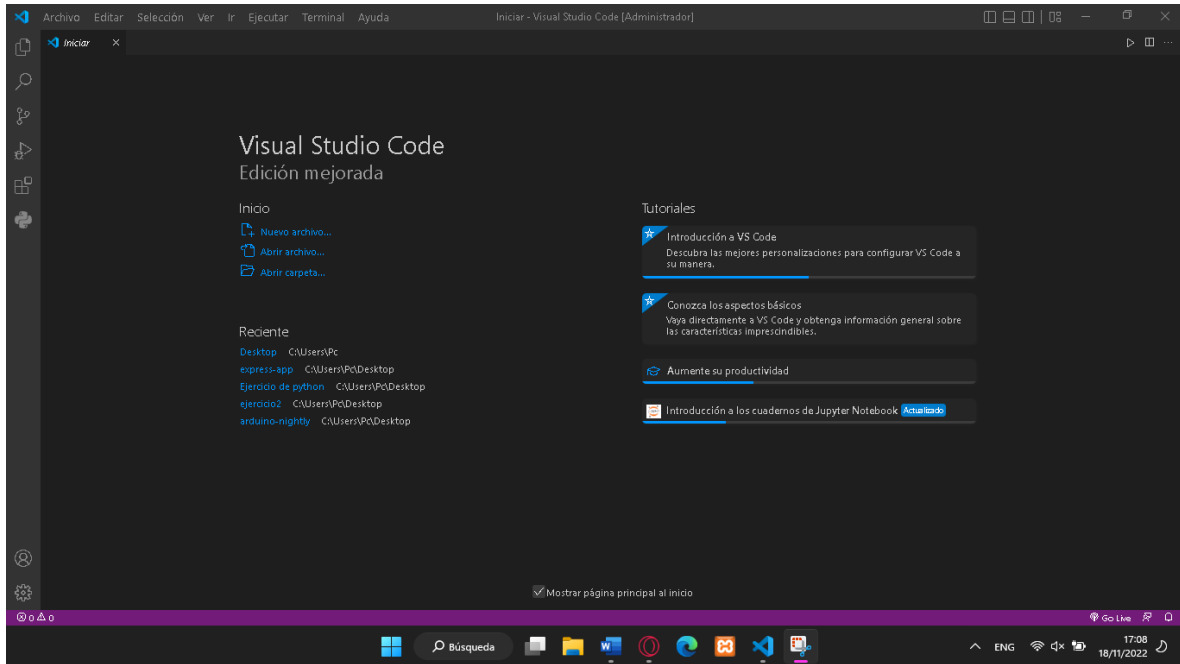 Archivo Editar Selección Ver Ir Ejecutar Terminal Ayuda Iniciar - Visual Studio Code [Administrador]
Iniciar
Visual Studio Code
Edición mejorada
Inicio
Nuevo archivo...
Abrir archivo...
Abrir carpeta...
Reciente
Desktop C:\Users\Pc
express-app C:\Users\Pc\Desktop
Ejercicio de python C:\Users\Pc\Desktop
ejercicio2 C:\Users\Pc\Desktop
arduino-nightly C:\Users\Pc\Desktop
Tutoriales
Introducción a VS Code
Descubra las mejores personalizaciones para configurar VS Code a
su manera.
Conozca los aspectos básicos
Vaya directamente a VS Code y obtenga información general sobre
las características imprescindibles.
Aumente su productividad
Introducción a los cuadernos de Jupyter Notebook Actualizado
Mostrar página principal al inicio
0 0 Go Live
Búsqueda ENG 17:08
18/11/2022